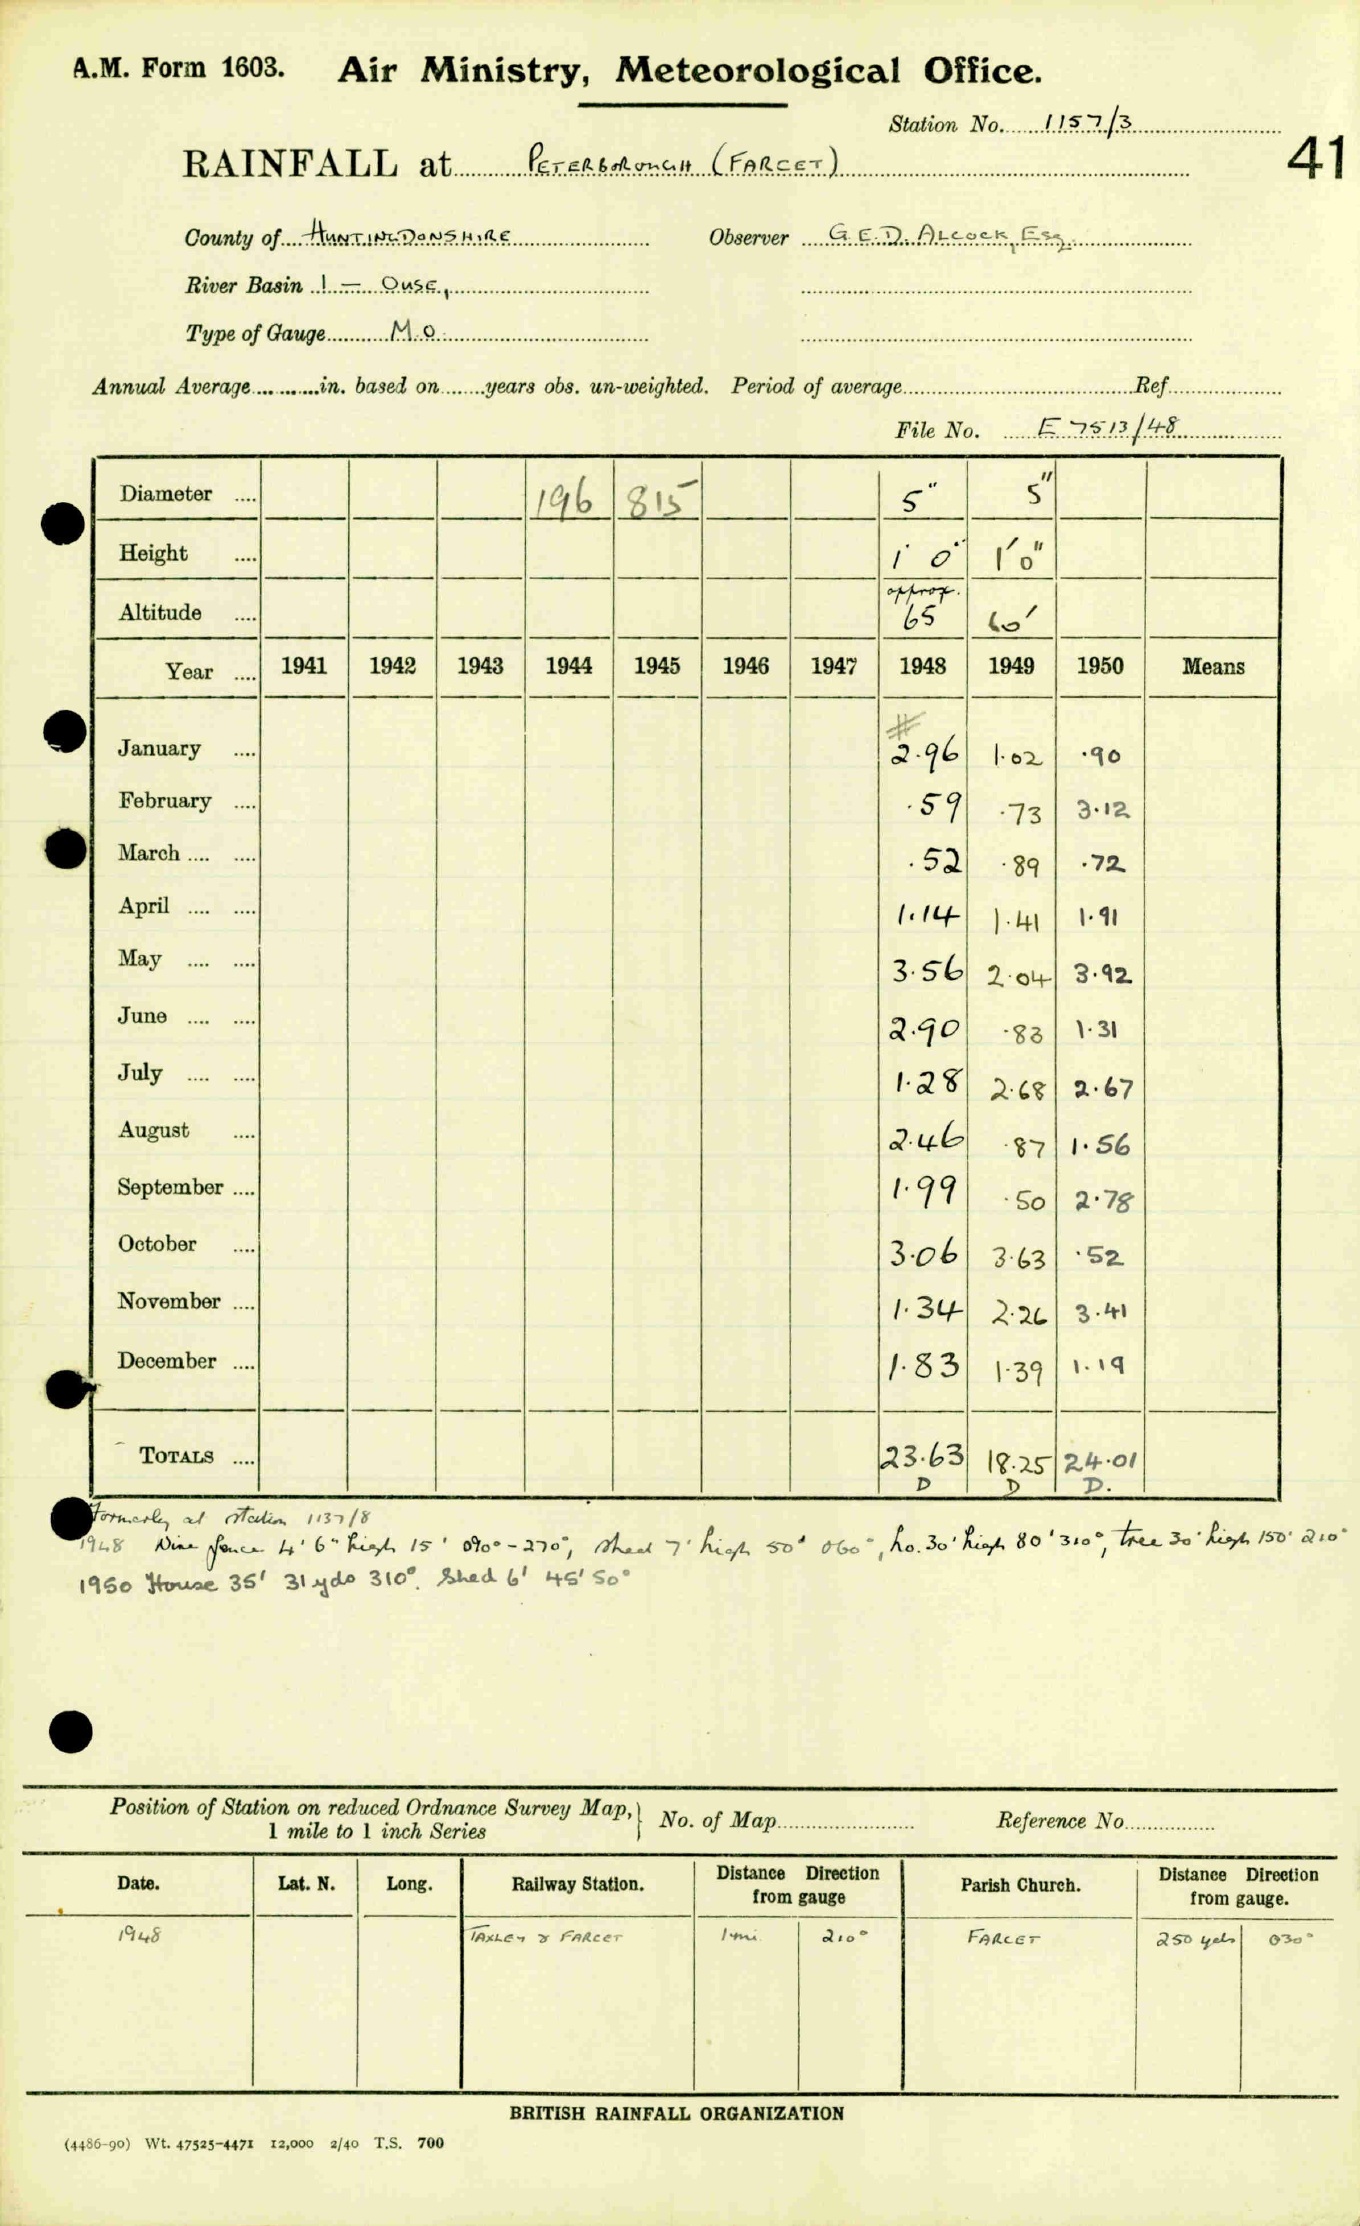 A.M. Form 1603. Air Ministry, Meteorological Office.
Station No. 1157/3
41
RAINFALL at PETERBOROUGH (FARCET)
County of HUNTINGDONSHIRE Observer G.E.D. ALCOCK, Esq.
River Basin 1 — OUSE,
Type of Gauge M.O.
Annual Average in. based on years obs. un-weighted. Period of average Ref
File No. E 7513/48
Diameter 196 815 5" 5"
Height 1' 0" 1'0"
Altitude approx. 65 60'
Year 1941 1942 1943 1944 1945 1946 1947 1948 1949 1950 Means
#
January 2.96 1.02 .90
February .59 .73 3.12
March .52 .89 .72
April 1.14 1.41 1.91
May 3.56 2.04 3.92
June 2.90 .83 1.31
July 1.28 2.68 2.67
August 2.46 .87 1.56
September 1.99 .50 2.78
October 3.06 3.63 .52
November 1.34 2.26 3.41
December 1.83 1.39 1.19
TOTALS 23.63 18.25 24.01
D D D.
Formerly at station 1137/8
1948 fence 4' 6" high 15' 090°-270°, shed 7' high 50' 060°, ho. 30' high 80' 310°, tree 30' high 150' 210°
1950 House 35' 31 yds 310°. Shed 6' 45' 50°
Position of Station on reduced Ordnance Survey Map, 1 mile to 1 inch Series No. of Map Reference No
Date. Lat. N. Long. Railway Station. Distance Direction from gauge Parish Church. Distance Direction from gauge.
1948 YAXLEY & FARCET 1 mi. 210° FARCET 250 yds 030°
BRITISH RAINFALL ORGANIZATION
(4486-90) Wt. 47525-4471 12,000 2/40 T.S. 700